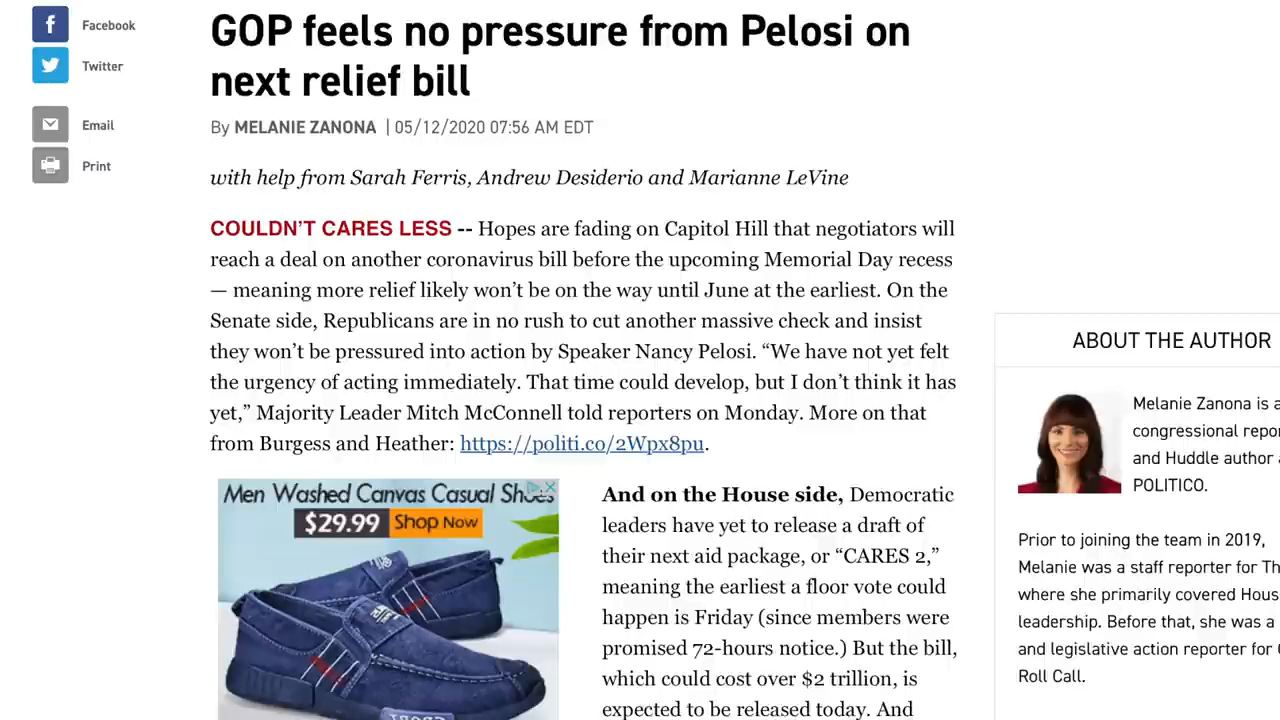 Facebook
Twitter
Email
Print
GOP feels no pressure from Pelosi on
next relief bill
By MELANIE ZANONA | 05/12/2020 07:56 AM EDT
with help from Sarah Ferris, Andrew Desiderio and Marianne LeVine
COULDN'T CARES LESS -- Hopes are fading on Capitol Hill that negotiators will
reach a deal on another coronavirus bill before the upcoming Memorial Day recess
— meaning more relief likely won't be on the way until June at the earliest. On the
Senate side, Republicans are in no rush to cut another massive check and insist
they won't be pressured into action by Speaker Nancy Pelosi. “We have not yet felt
the urgency of acting immediately. That time could develop, but I don't think it has
yet,” Majority Leader Mitch McConnell told reporters on Monday. More on that
from Burgess and Heather: https://politi.co/2Wpx8pu.
Men Washed Canvas Casual Shoes
$29.99 Shop Now
And on the House side, Democratic
leaders have yet to release a draft of
their next aid package, or “CARES 2,”
meaning the earliest a floor vote could
happen is Friday (since members were
promised 72-hours notice.) But the bill,
which could cost over $2 trillion, is
expected to be released today. And
ABOUT THE AUTHOR
Melanie Zanona is a
congressional repor
and Huddle author a
POLITICO.
Prior to joining the team in 2019,
Melanie was a staff reporter for Th
where she primarily covered Hous
leadership. Before that, she was a
and legislative action reporter for C
Roll Call.